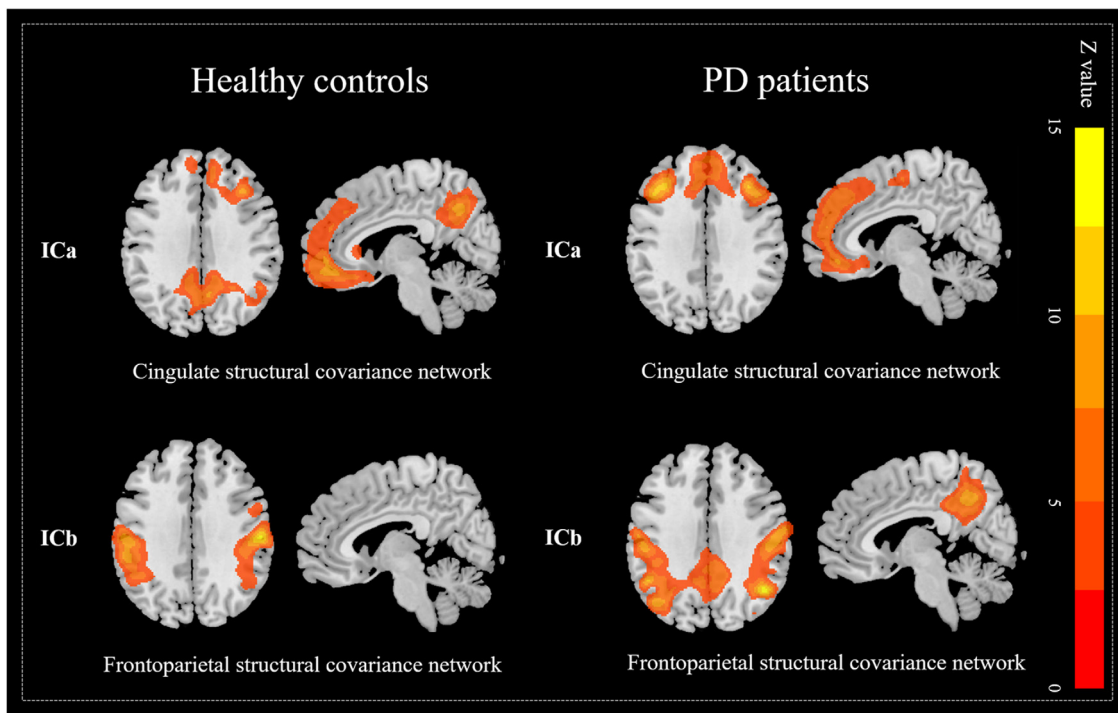 Healthy controls
PD patients
Z value
15
10
5
0
ICa
ICa
Cingulate structural covariance network
Cingulate structural covariance network
ICb
ICb
Frontoparietal structural covariance network
Frontoparietal structural covariance network